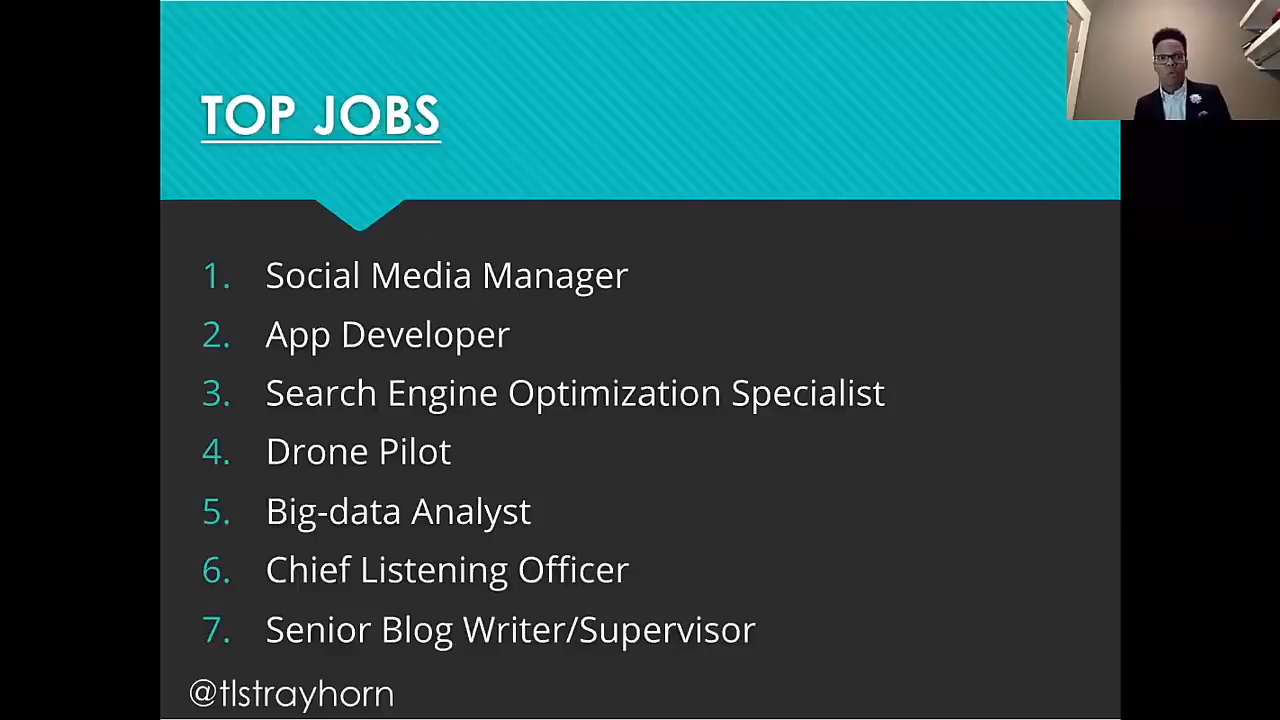 TOP JOBS
1. Social Media Manager
2. App Developer
3. Search Engine Optimization Specialist
4. Drone Pilot
5. Big-data Analyst
6. Chief Listening Officer
7. Senior Blog Writer/Supervisor
@tlstrayhorn